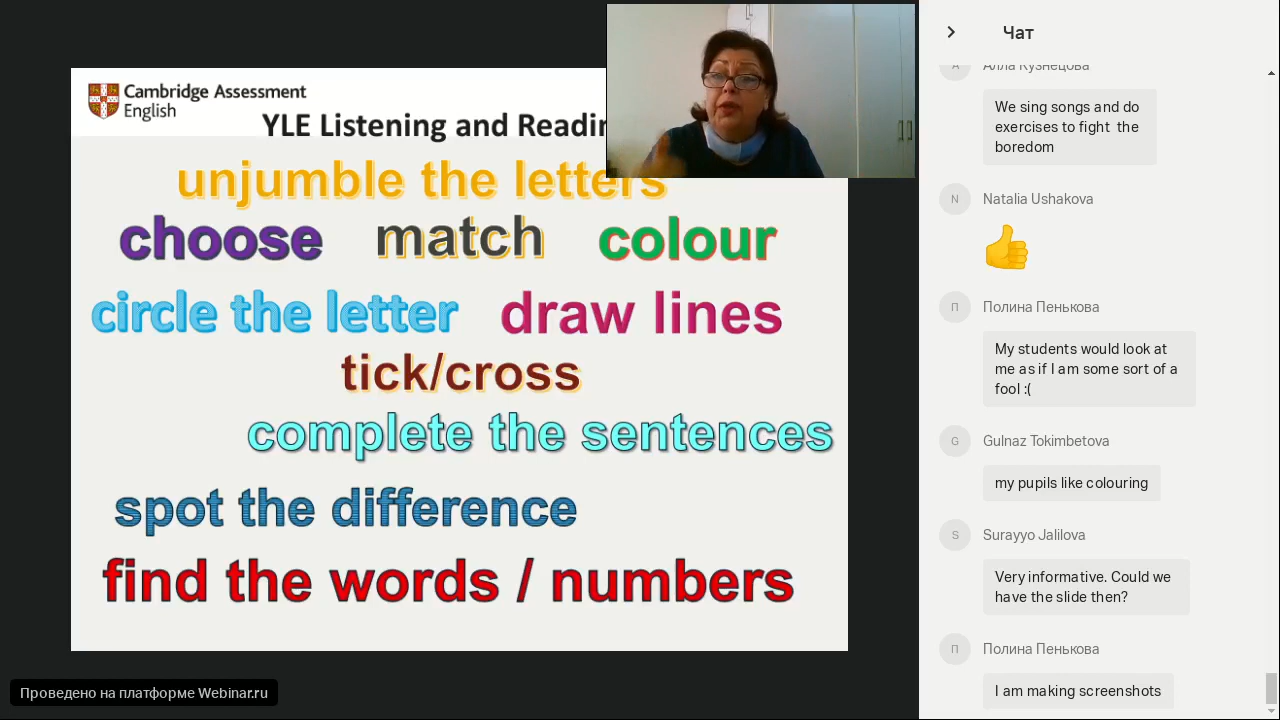 Cambridge Assessment
English
YLE Listening and Readin
unjumble the letters
choose match colour
circle the letter draw lines
tick/cross
complete the sentences
spot the difference
find the words / numbers
Проведено на платформе Webinar.ru
Чат
А
Алла Кузнецова
We sing songs and do
exercises to fight the
boredom
N
Natalia Ushakova
П
Полина Пенькова
My students would look at
me as if I am some sort of a
fool :(
G
Gulnaz Tokimbetova
my pupils like colouring
S
Surayyo Jalilova
Very informative. Could we
have the slide then?
П
Полина Пенькова
I am making screenshots